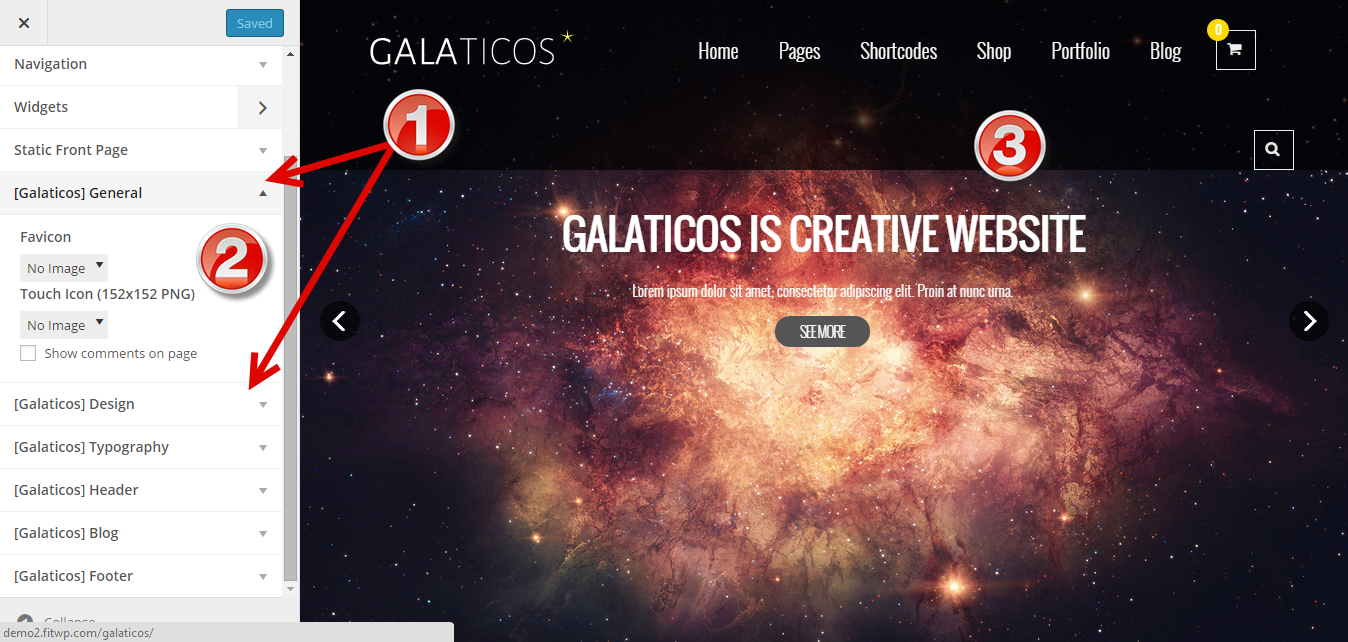 Saved
Navigation
Widgets
Static Front Page
[Galaticos] General
Favicon
No Image
Touch Icon (152x152 PNG)
No Image
Show comments on page
[Galaticos] Design
[Galaticos] Typography
[Galaticos] Header
[Galaticos] Blog
[Galaticos] Footer
Collapse
demo2.fitwp.com/galaticos/
1
2
3
GALATICOS
Home Pages Shortcodes Shop Portfolio Blog
0
GALATICOS IS CREATIVE WEBSITE
Lorem ipsum dolor sit amet, consectetur adipiscing elit. Proin at nunc urna.
SEE MORE